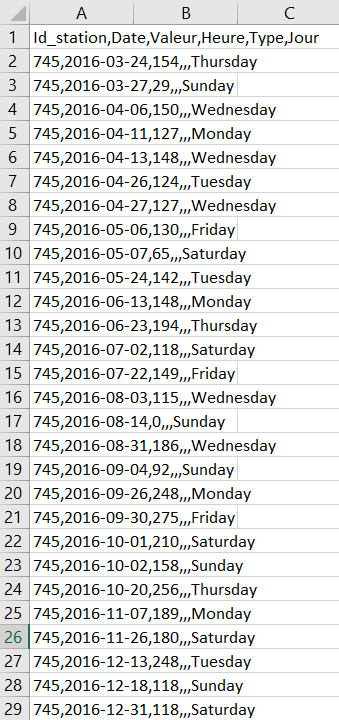 A B C
1 Id_station,Date,Valeur,Heure,Type,Jour
2 745,2016-03-24,154,,,Thursday
3 745,2016-03-27,29,,,Sunday
4 745,2016-04-06,150,,,Wednesday
5 745,2016-04-11,127,,,Monday
6 745,2016-04-13,148,,,Wednesday
7 745,2016-04-26,124,,,Tuesday
8 745,2016-04-27,127,,,Wednesday
9 745,2016-05-06,130,,,Friday
10 745,2016-05-07,65,,,Saturday
11 745,2016-05-24,142,,,Tuesday
12 745,2016-06-13,148,,,Monday
13 745,2016-06-23,194,,,Thursday
14 745,2016-07-02,118,,,Saturday
15 745,2016-07-22,149,,,Friday
16 745,2016-08-03,115,,,Wednesday
17 745,2016-08-14,0,,,Sunday
18 745,2016-08-31,186,,,Wednesday
19 745,2016-09-04,92,,,Sunday
20 745,2016-09-26,248,,,Monday
21 745,2016-09-30,275,,,Friday
22 745,2016-10-01,210,,,Saturday
23 745,2016-10-02,158,,,Sunday
24 745,2016-10-20,256,,,Thursday
25 745,2016-11-07,189,,,Monday
26 745,2016-11-26,180,,,Saturday
27 745,2016-12-13,248,,,Tuesday
28 745,2016-12-18,118,,,Sunday
29 745,2016-12-31,118,,,Saturday